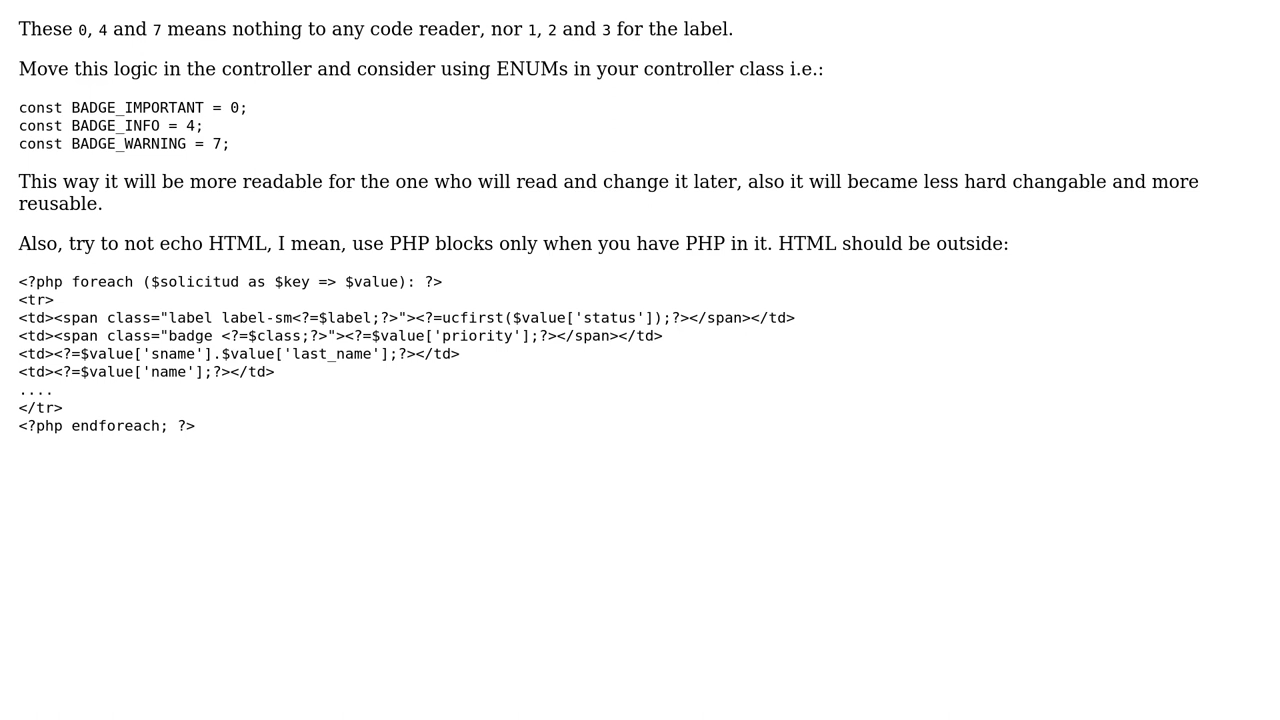 These 0, 4 and 7 means nothing to any code reader, nor 1, 2 and 3 for the label.
Move this logic in the controller and consider using ENUMs in your controller class i.e.:
const BADGE_IMPORTANT = 0;
const BADGE_INFO = 4;
const BADGE_WARNING = 7;
This way it will be more readable for the one who will read and change it later, also it will became less hard changable and more
reusable.
Also, try to not echo HTML, I mean, use PHP blocks only when you have PHP in it. HTML should be outside:
<?php foreach ($solicitud as $key => $value): ?>
<tr>
<td><span class="label label-sm<?=$label;?>"><?=ucfirst($value['status']);?></span></td>
<td><span class="badge <?=$class;?>"><?=$value['priority'];?></span></td>
<td><?=$value['sname'].$value['last_name'];?></td>
<td><?=$value['name'];?></td>
....
</tr>
<?php endforeach; ?>